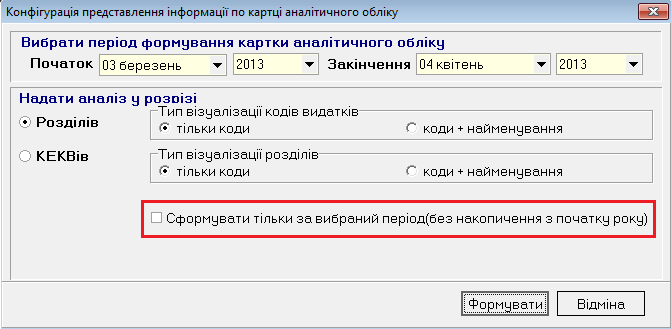 Конфігурація представлення інформації по картці аналітичного обліку
Вибрати період формування картки аналітичного обліку
Початок 03 березень 2013 Закінчення 04 квітень 2013
Надати аналіз у розрізі
Тип візуалізації кодів видатків
Розділів тільки коди коди + найменування
КЕКВів Тип візуалізації розділів
тільки коди коди + найменування
Сформувати тільки за вибраний період(без накопичення з початку року)
Формувати Відміна